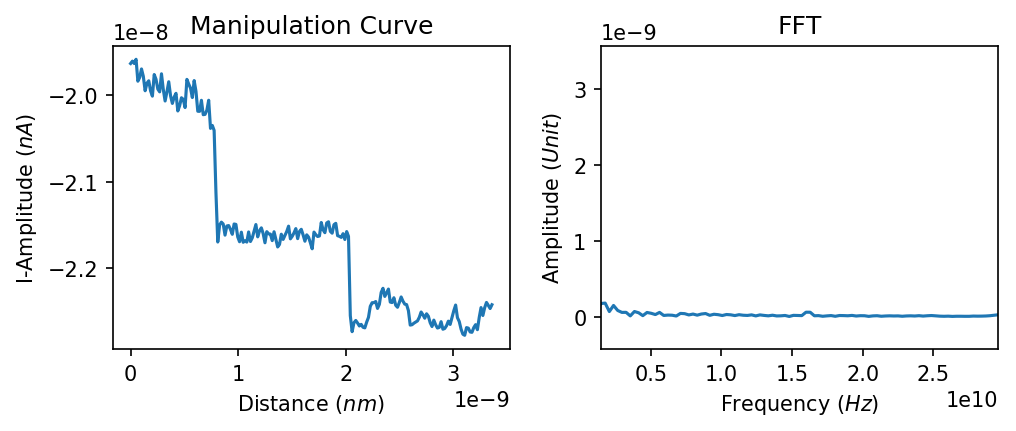 Manipulation Curve
1e−8
−2.0
−2.1
−2.2
I-Amplitude (nA)
0 1 2 3
Distance (nm)
1e−9
FFT
1e−9
3
2
1
0
Amplitude (Unit)
0.5 1.0 1.5 2.0 2.5
Frequency (Hz)
1e10